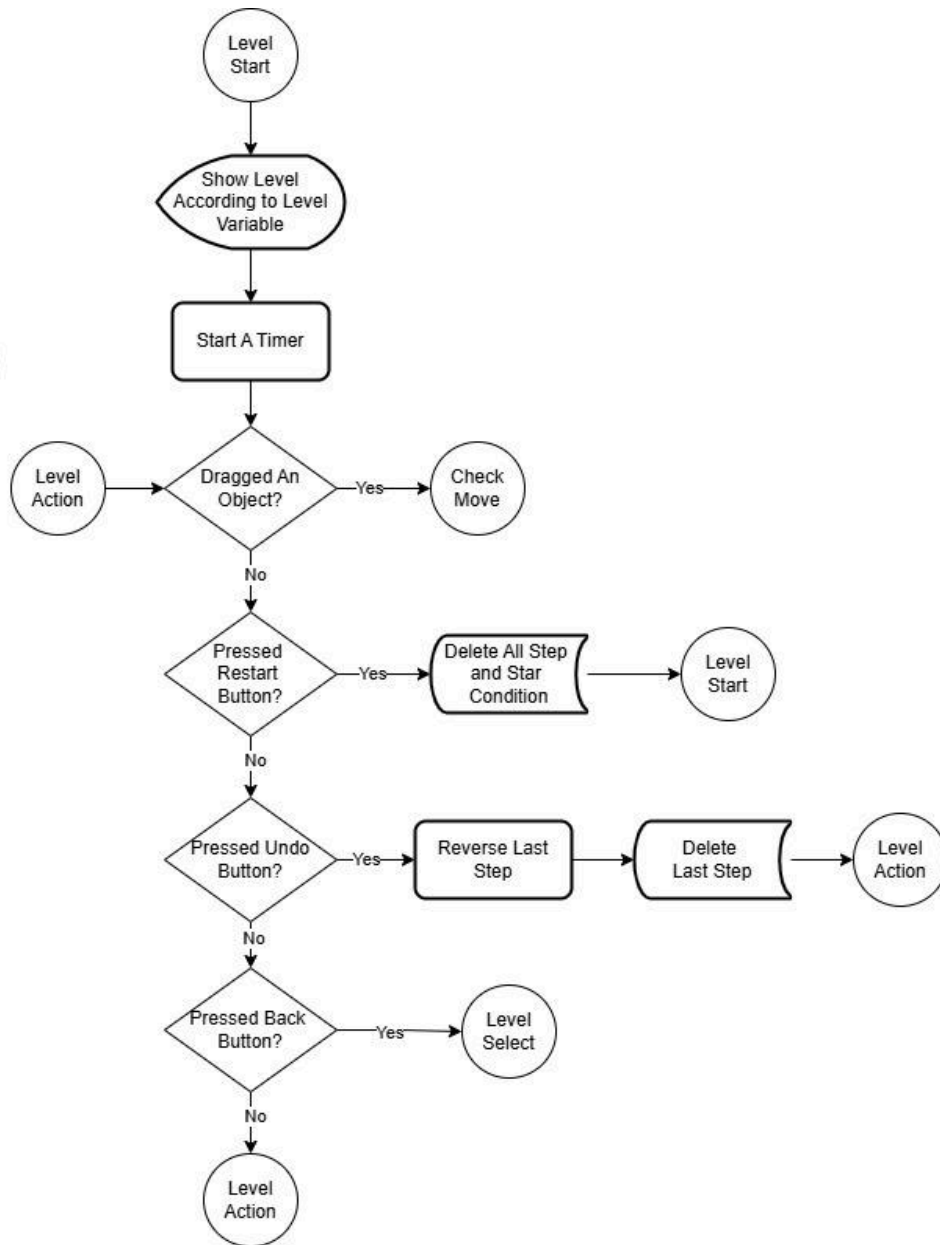 Level
Start
Show Level
According to Level
Variable
Start A Timer
Level
Action
Dragged An
Object?
Yes
Check
Move
No
Pressed
Restart
Button?
Yes
Delete All Step
and Star
Condition
Level
Start
No
Pressed Undo
Button?
Yes
Reverse Last
Step
Delete
Last Step
Level
Action
No
Pressed Back
Button?
Yes
Level
Select
No
Level
Action